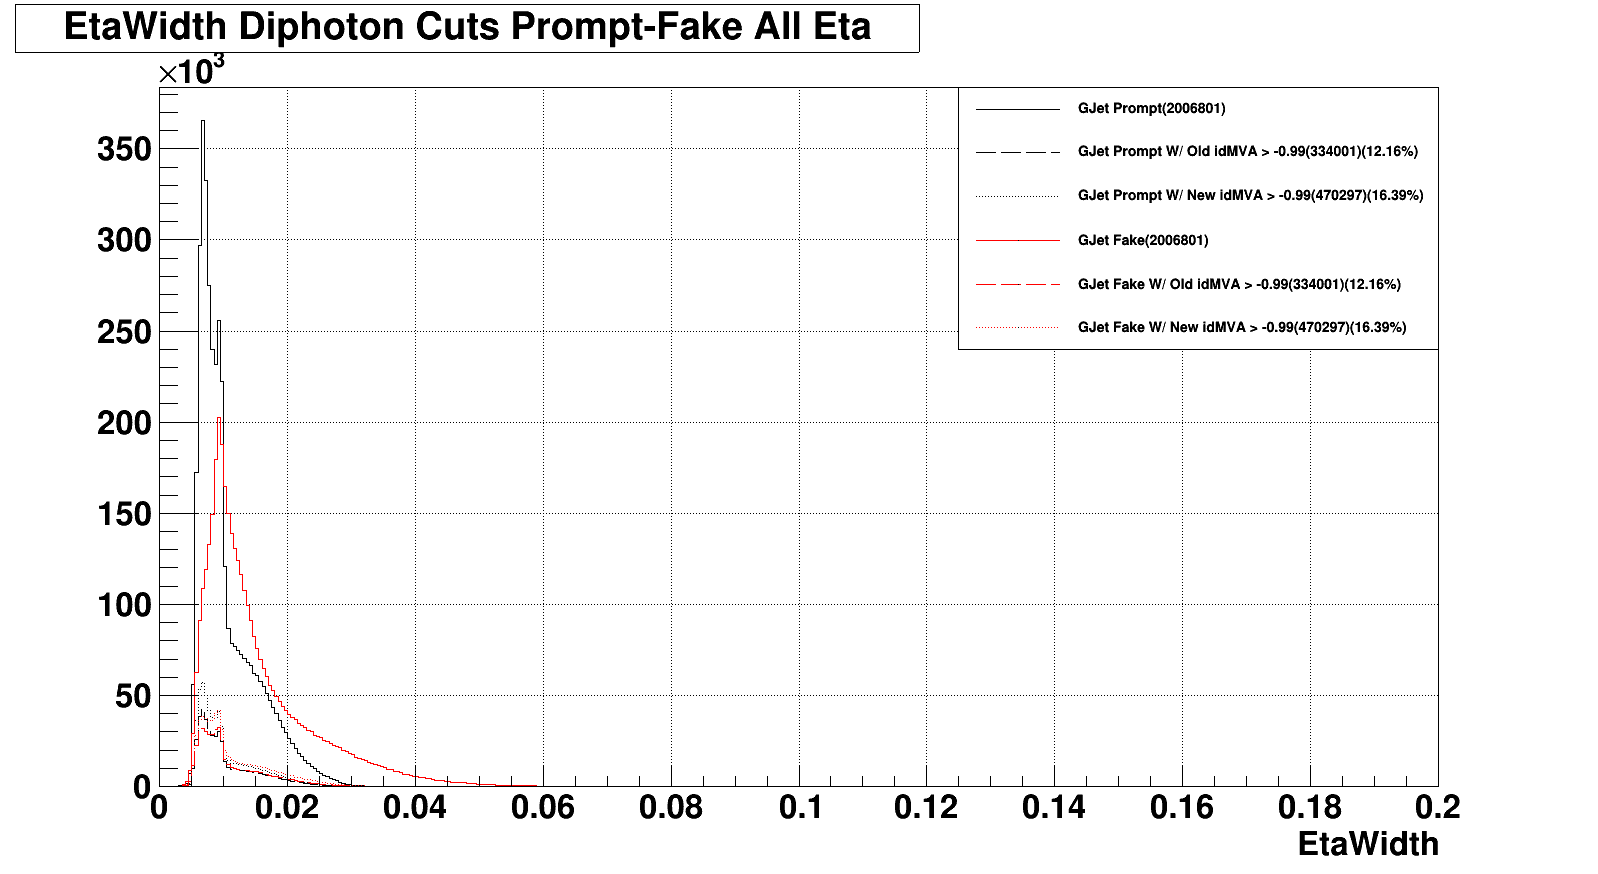 EtaWidth Diphoton Cuts Prompt-Fake All Eta
×10³
GJet Prompt(2006801)
GJet Prompt W/ Old idMVA > -0.99(334001)(12.16%)
GJet Prompt W/ New idMVA > -0.99(470297)(16.39%)
GJet Fake(2006801)
GJet Fake W/ Old idMVA > -0.99(334001)(12.16%)
GJet Fake W/ New idMVA > -0.99(470297)(16.39%)
350
300
250
200
150
100
50
0
0 0.02 0.04 0.06 0.08 0.1 0.12 0.14 0.16 0.18 0.2
EtaWidth